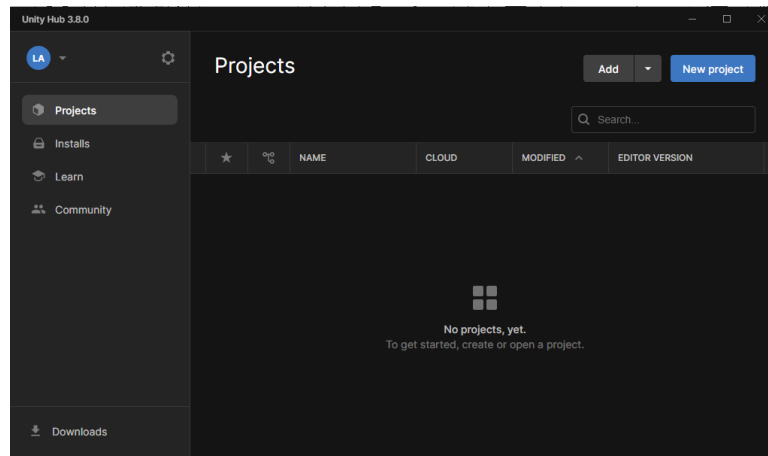 Unity Hub 3.8.0
LA
Projects
Installs
Learn
Community
Downloads
Projects
Add
New project
Search...
NAME CLOUD MODIFIED EDITOR VERSION
No projects, yet.
To get started, create or open a project.